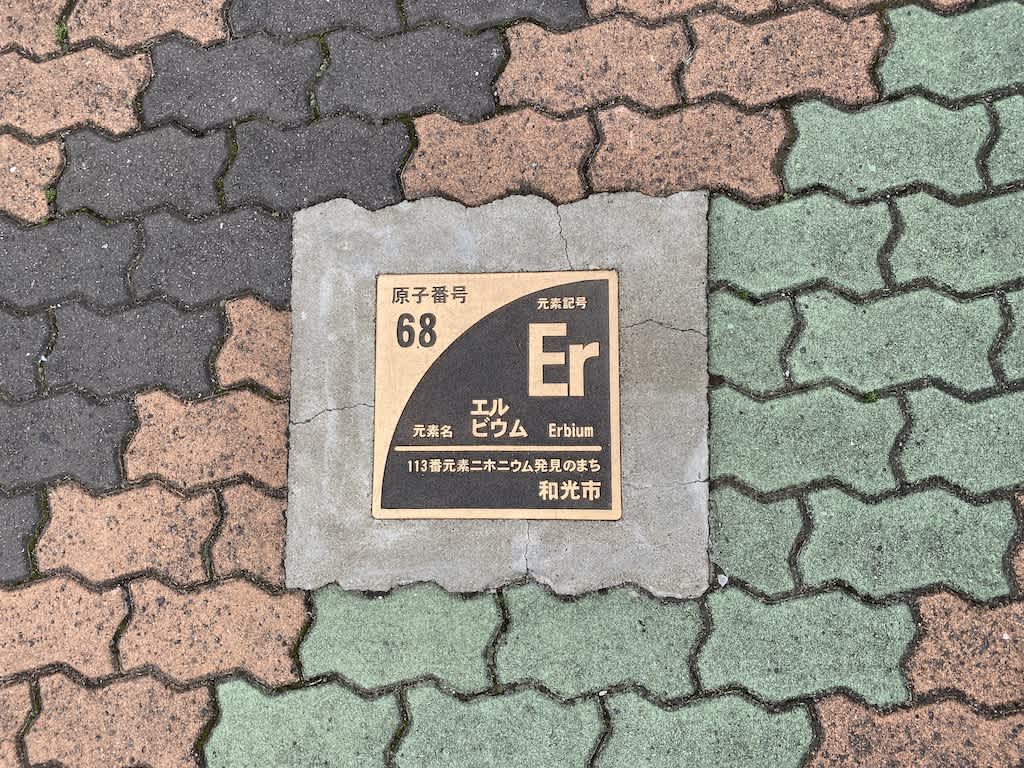 原子番号
68
元素記号
Er
元素名 エル
ビウム Erbium
113番元素ニホニウム発見のまち
和光市